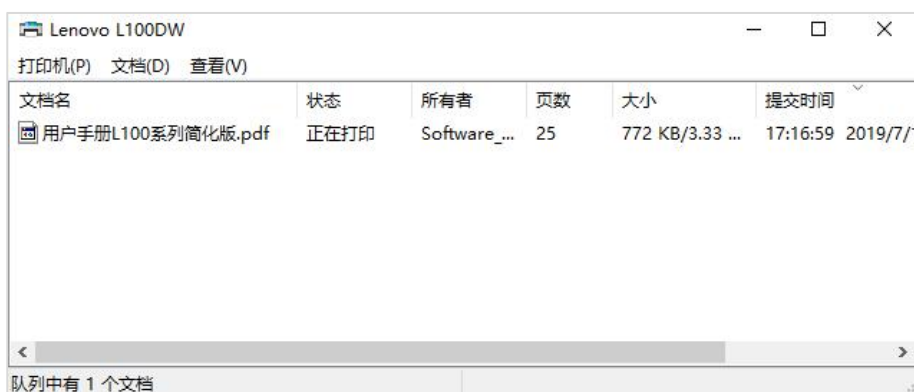 Lenovo L100DW
打印机(P) 文档(D) 查看(V)
文档名 状态 所有者 页数 大小 提交时间
用户手册L100系列简化版.pdf 正在打印 Software_... 25 772 KB/3.33 ... 17:16:59 2019/7/
队列中有 1 个文档